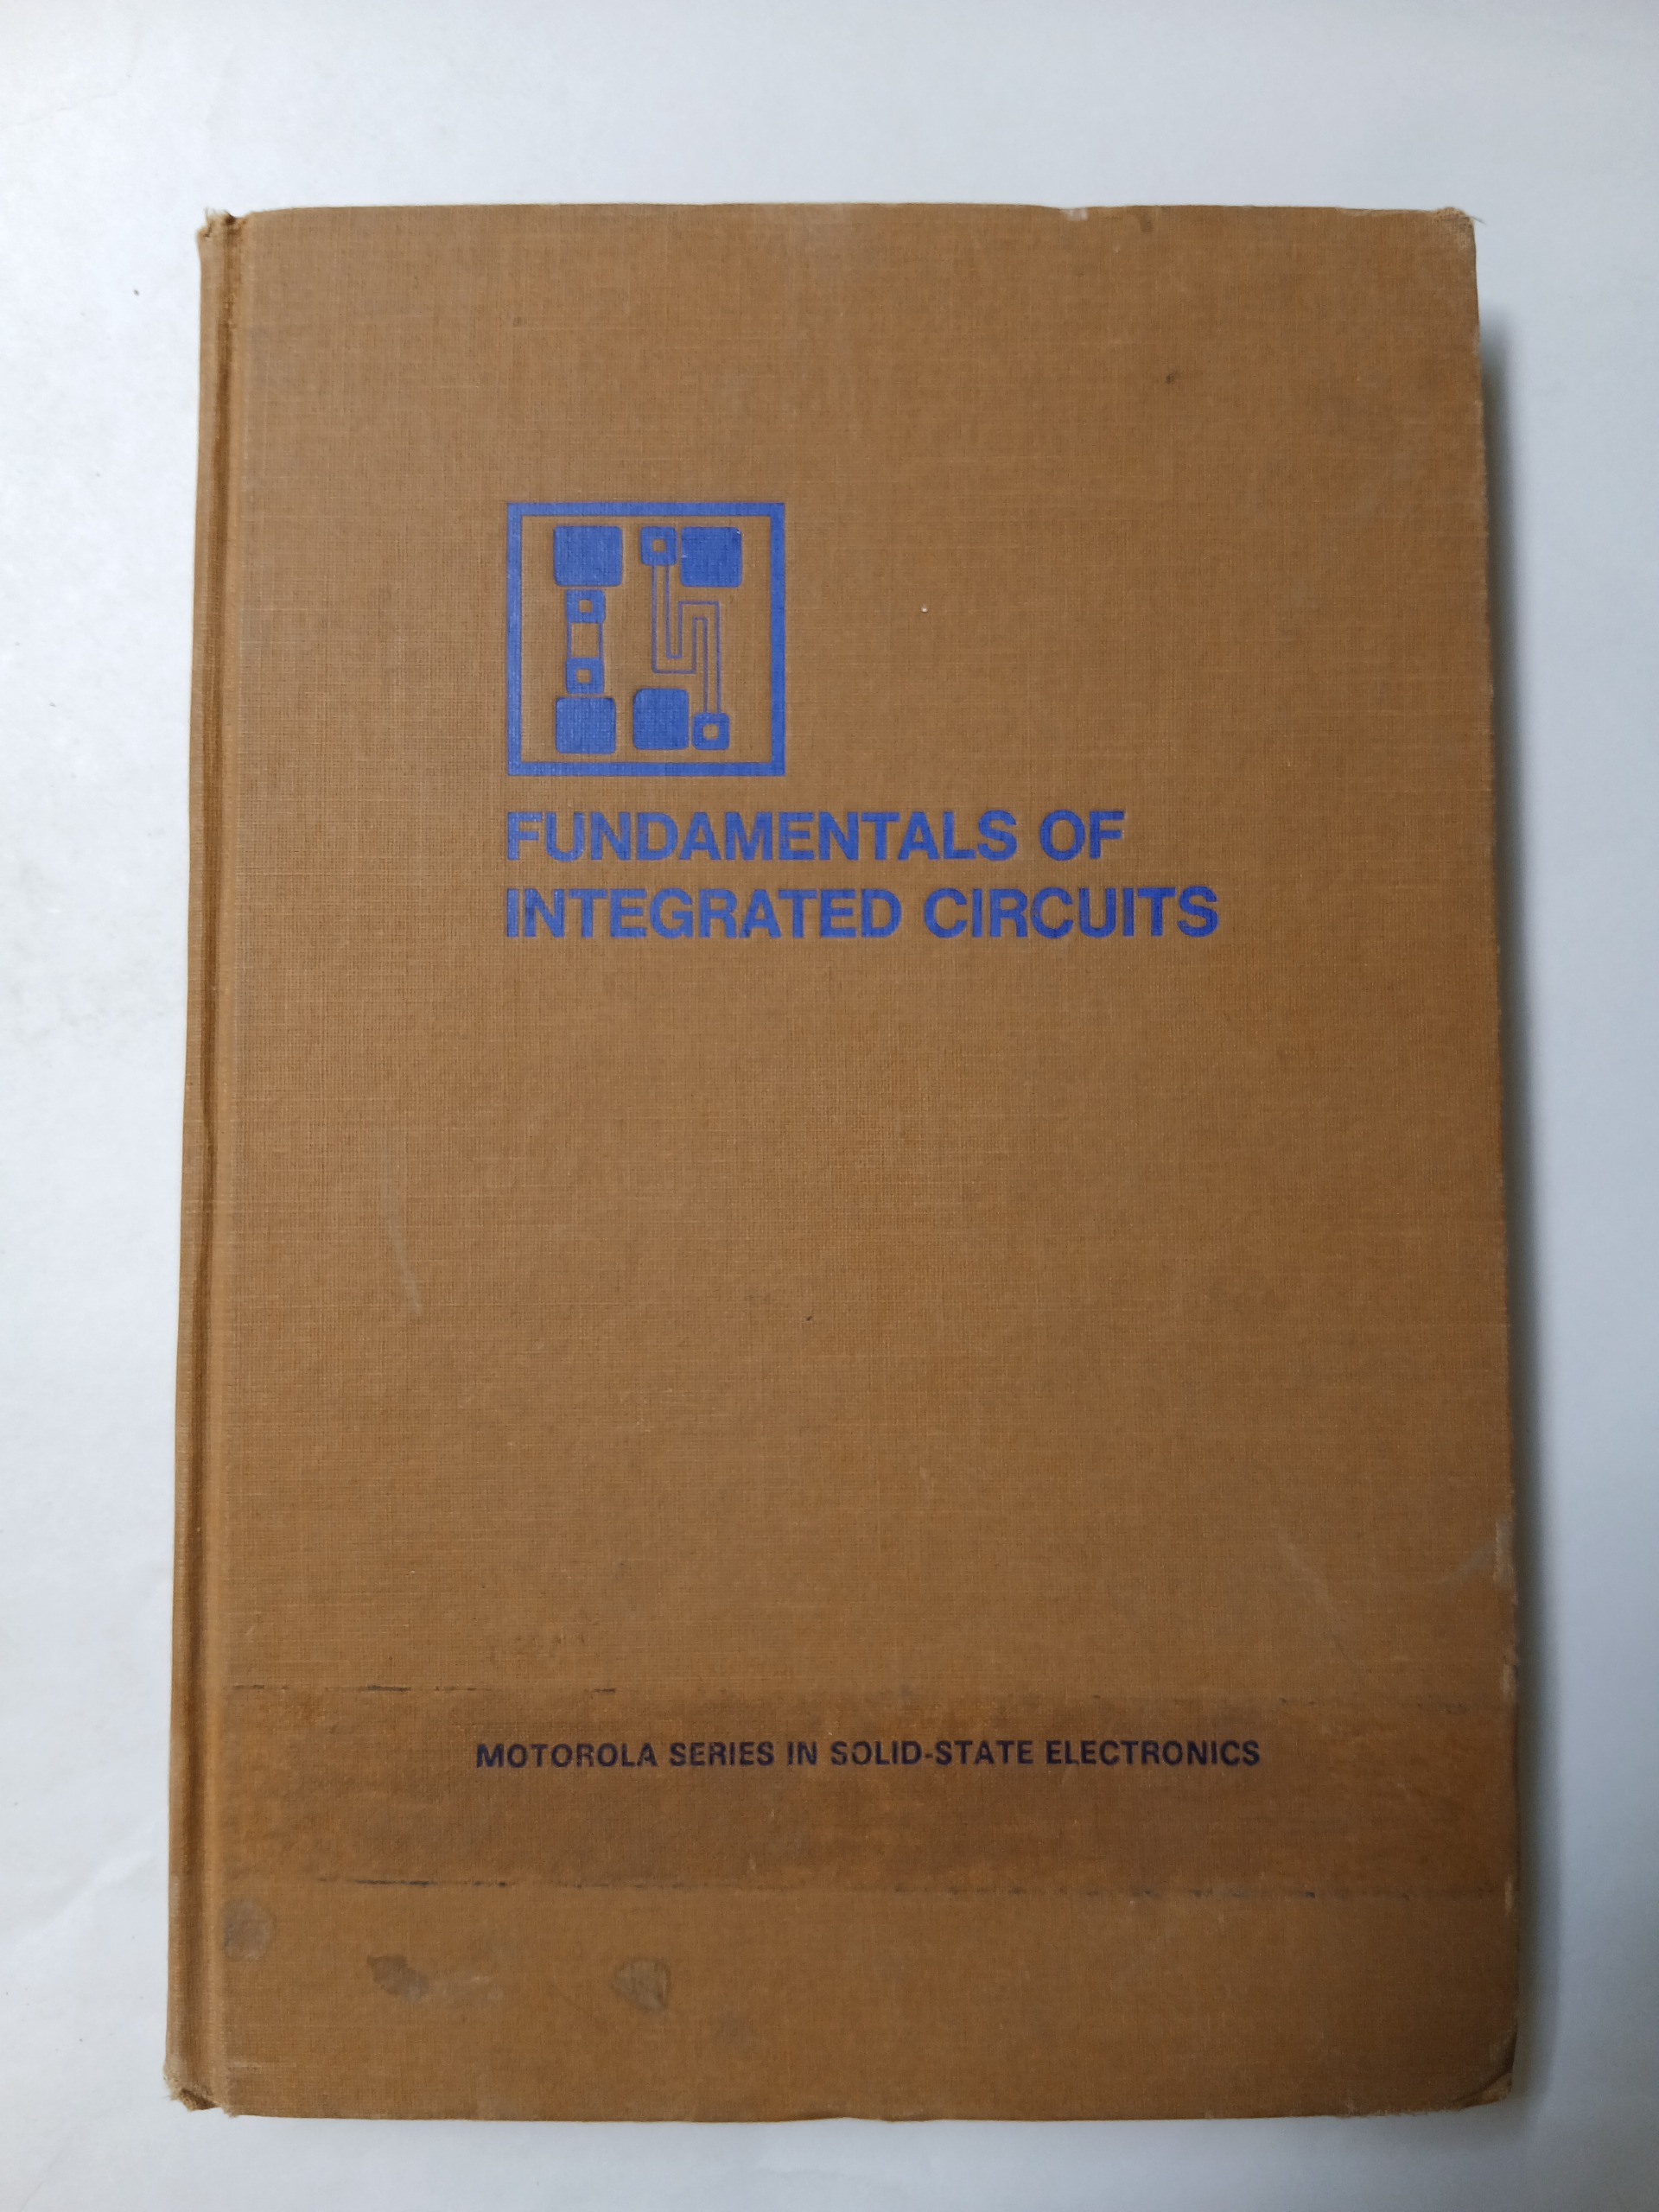 FUNDAMENTALS OF
INTEGRATED CIRCUITS
MOTOROLA SERIES IN SOLID-STATE ELECTRONICS